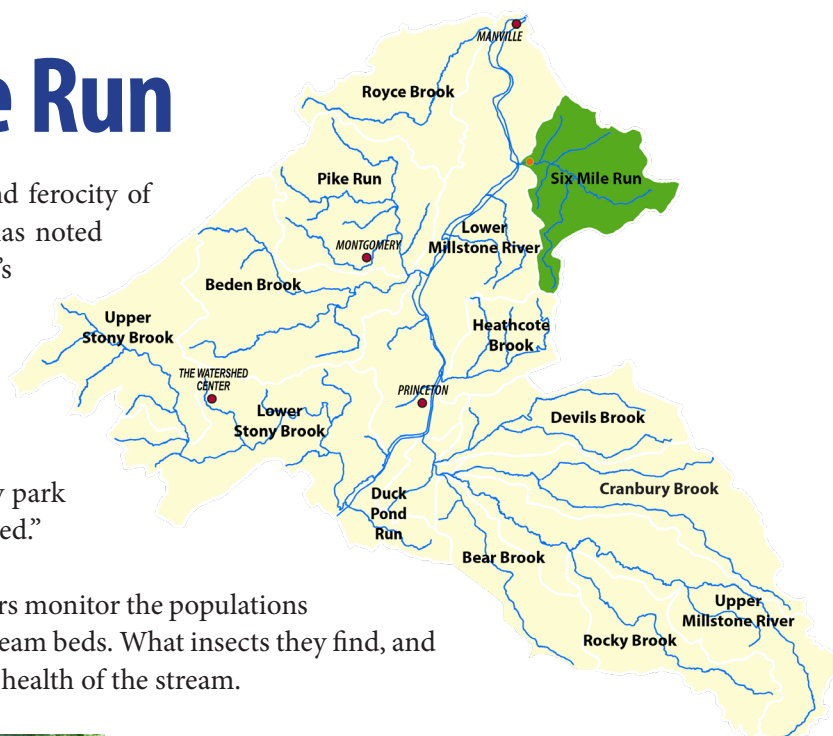 e Run
nd ferocity of
as noted
's
y park
ed.”
rs monitor the populations
ream beds. What insects they find, and
health of the stream.
MANVILLE
Royce Brook
Six Mile Run
Pike Run
Lower
Millstone River
MONTGOMERY
Beden Brook
Upper
Stony Brook
Heathcote
Brook
THE WATERSHED
CENTER
PRINCETON
Lower
Stony Brook
Devils Brook
Cranbury Brook
Duck
Pond
Run
Bear Brook
Upper
Millstone River
Rocky Brook